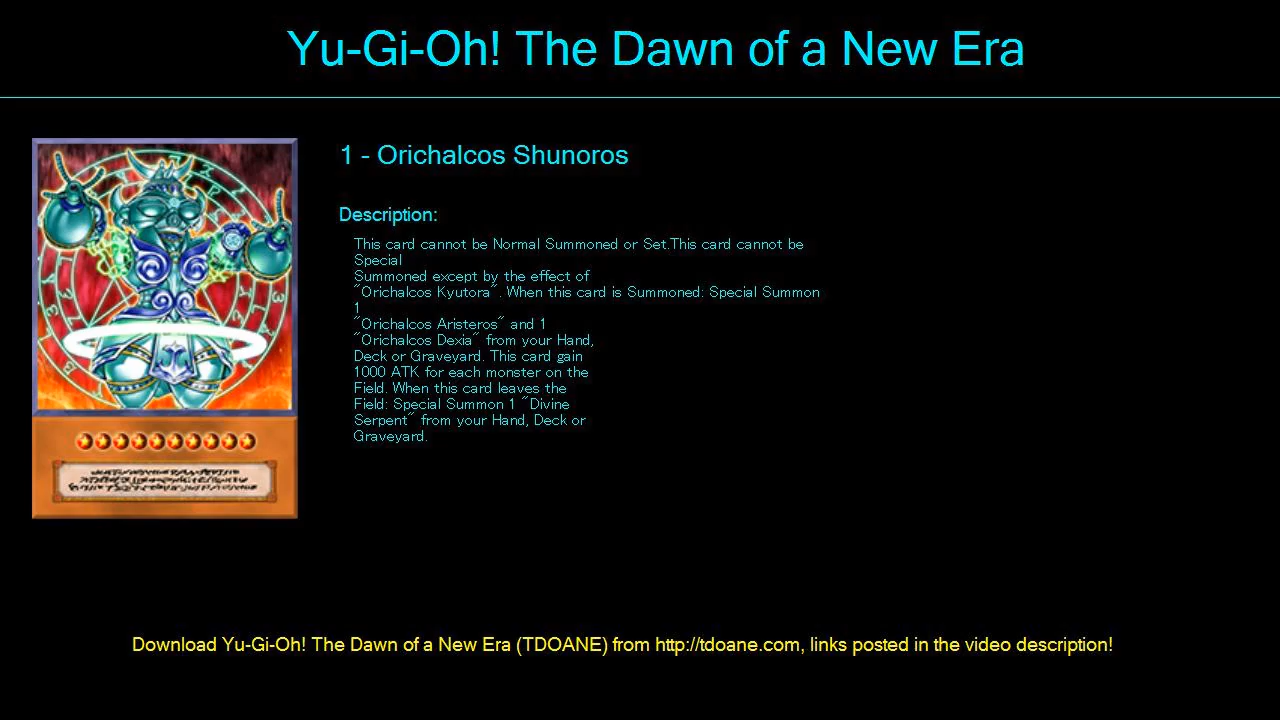 Yu-Gi-Oh! The Dawn of a New Era
1 - Orichalcos Shunoros
Description:
This card cannot be Normal Summoned or Set.This card cannot be
Special
Summoned except by the effect of
"Orichalcos Kyutora". When this card is Summoned: Special Summon
1
"Orichalcos Aristeros" and 1
"Orichalcos Dexia" from your Hand,
Deck or Graveyard. This card gain
1000 ATK for each monster on the
Field. When this card leaves the
Field: Special Summon 1 "Divine
Serpent" from your Hand, Deck or
Graveyard.
Download Yu-Gi-Oh! The Dawn of a New Era (TDOANE) from http://tdoane.com, links posted in the video description!